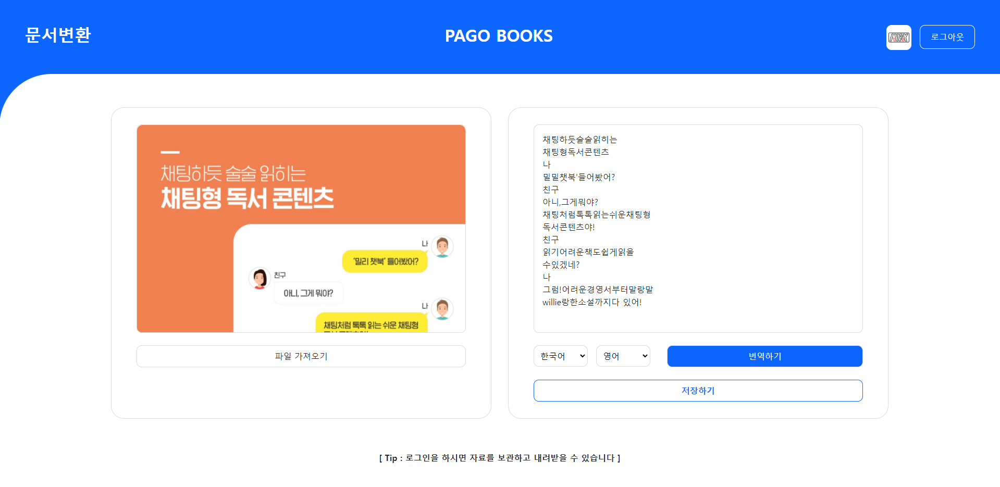 문서변환
PAGO BOOKS
로그아웃
채팅하듯 술술 읽히는
채팅형 독서 콘텐츠
나
‘밀리 챗북’ 들어봤어?
친구
아니, 그게 뭐야?
나
채팅처럼 톡톡 읽는 쉬운 채팅형
파일 가져오기
채팅하듯술술읽히는
채팅형독서콘텐츠
나
밀밀챗북'들어봤어?
친구
아니,그게뭐야?
채팅처럼톡톡읽는쉬운채팅형
독서콘텐츠야!
친구
읽기어려운책도쉽게읽을
수있겠네?
나
그럼!어려운경영서부터말랑말
willie랑한소설까지다 있어!
한국어
영어
번역하기
저장하기
[ Tip : 로그인을 하시면 자료를 보관하고 내려받을 수 있습니다 ]